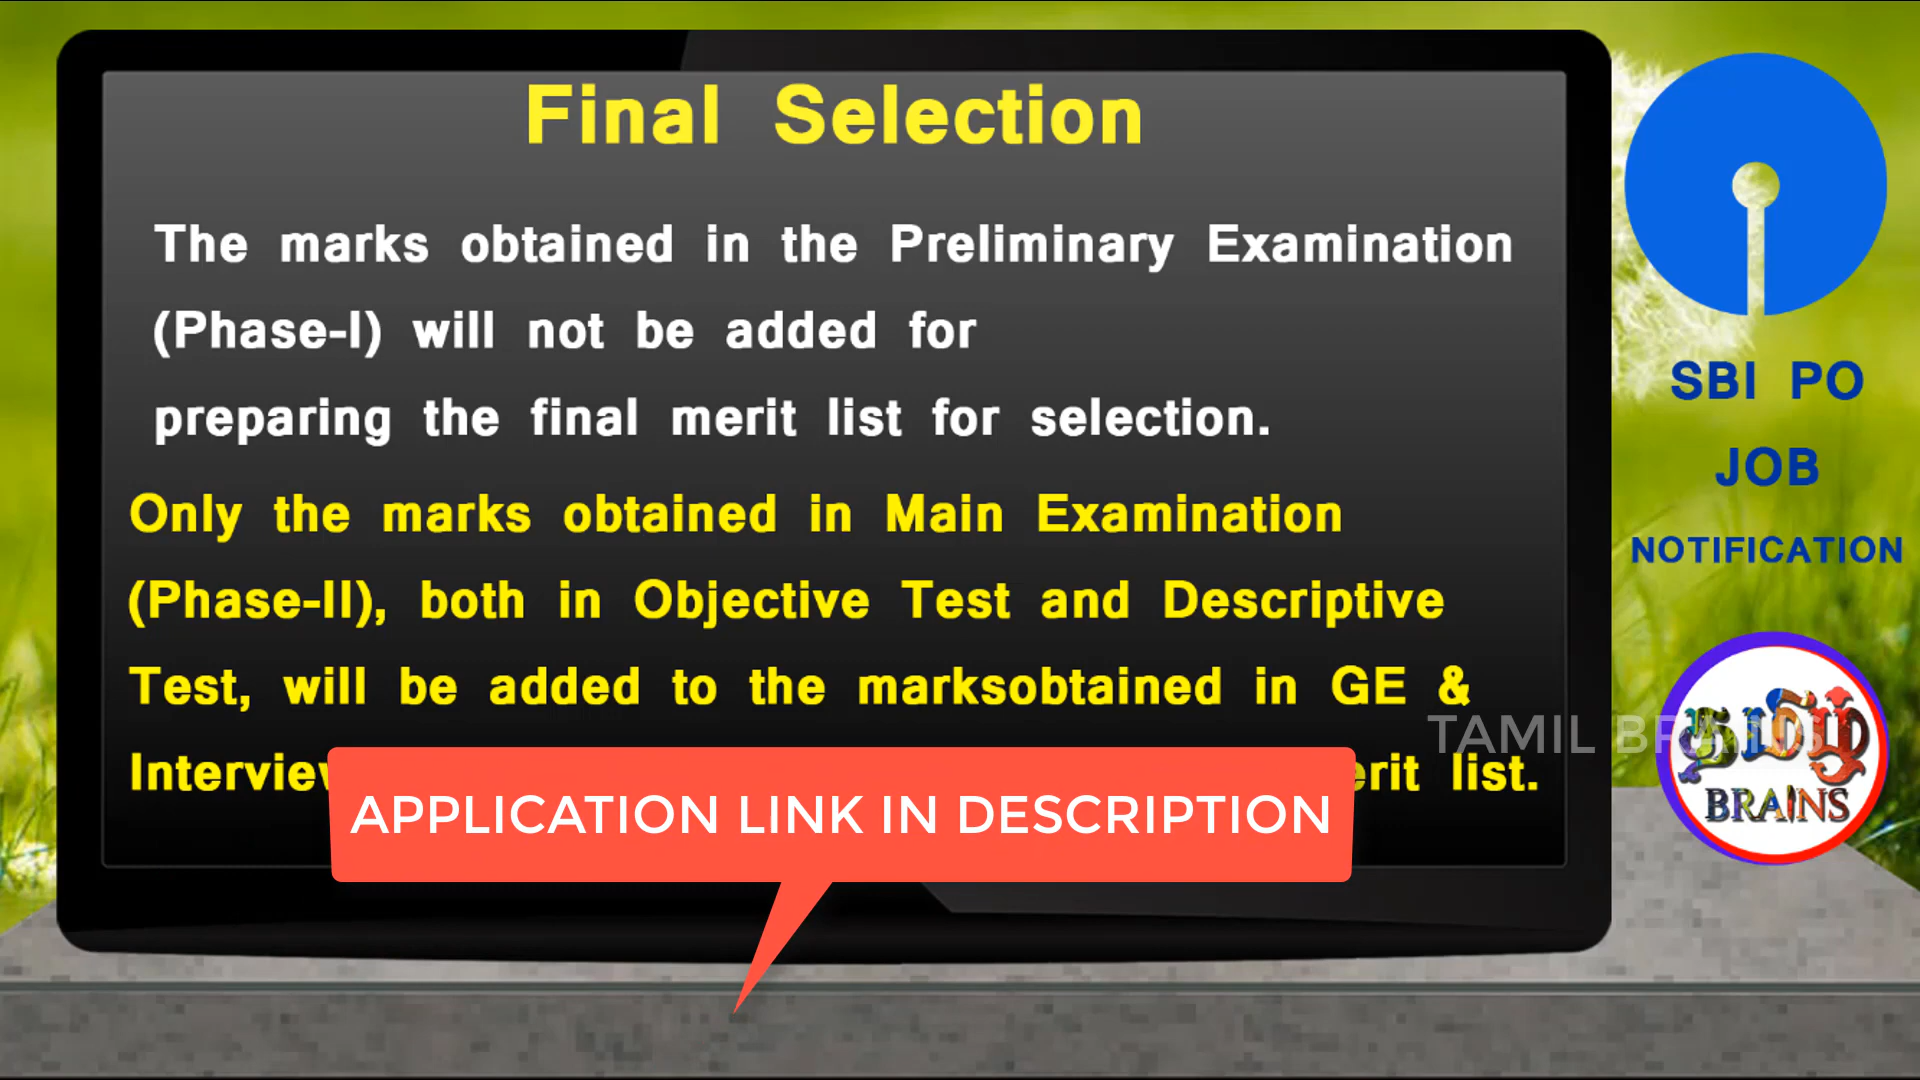 Final Selection
The marks obtained in the Preliminary Examination
(Phase-I) will not be added for
preparing the final merit list for selection.
Only the marks obtained in Main Examination
(Phase-II), both in Objective Test and Descriptive
Test, will be added to the marksobtained in GE &
list.
APPLICATION LINK IN DESCRIPTION
SBI PO
JOB
NOTIFICATION
TAMIL BRAINS
தமிழ்
BRAINS